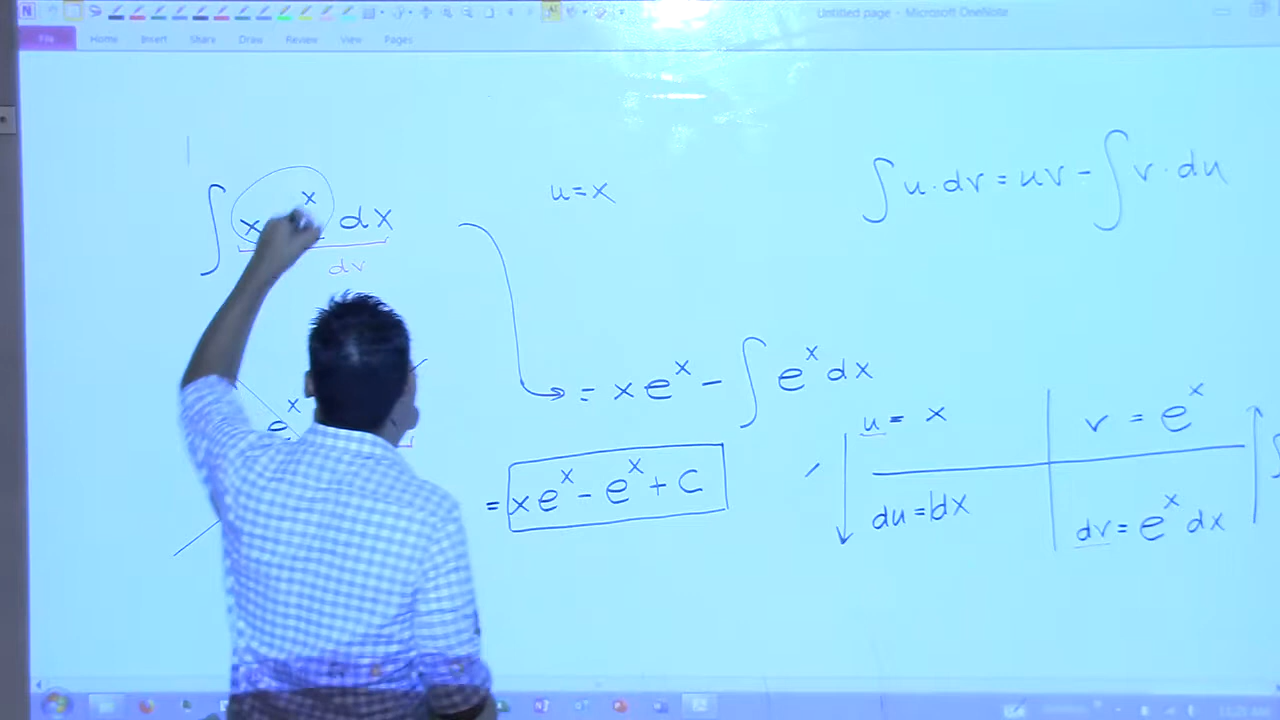 Untitled page - Microsoft OneNote
File Home Insert Share Draw Review View Pages
∫ x x dx
dv
u = x
∫ u · dv = uv - ∫ v · du
= x e^x - ∫ e^x dx
e^x
= x e^x - e^x + C
u = x
v = e^x
du = 1dx
dv = e^x dx